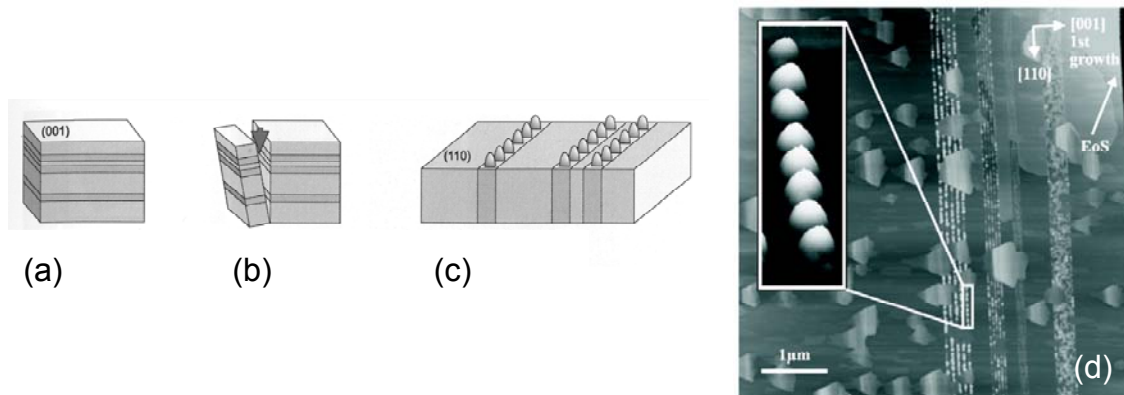 (001)
(110)
(a)
(b)
(c)
[001]
1st
growth
[110]
EoS
1µm
(d)